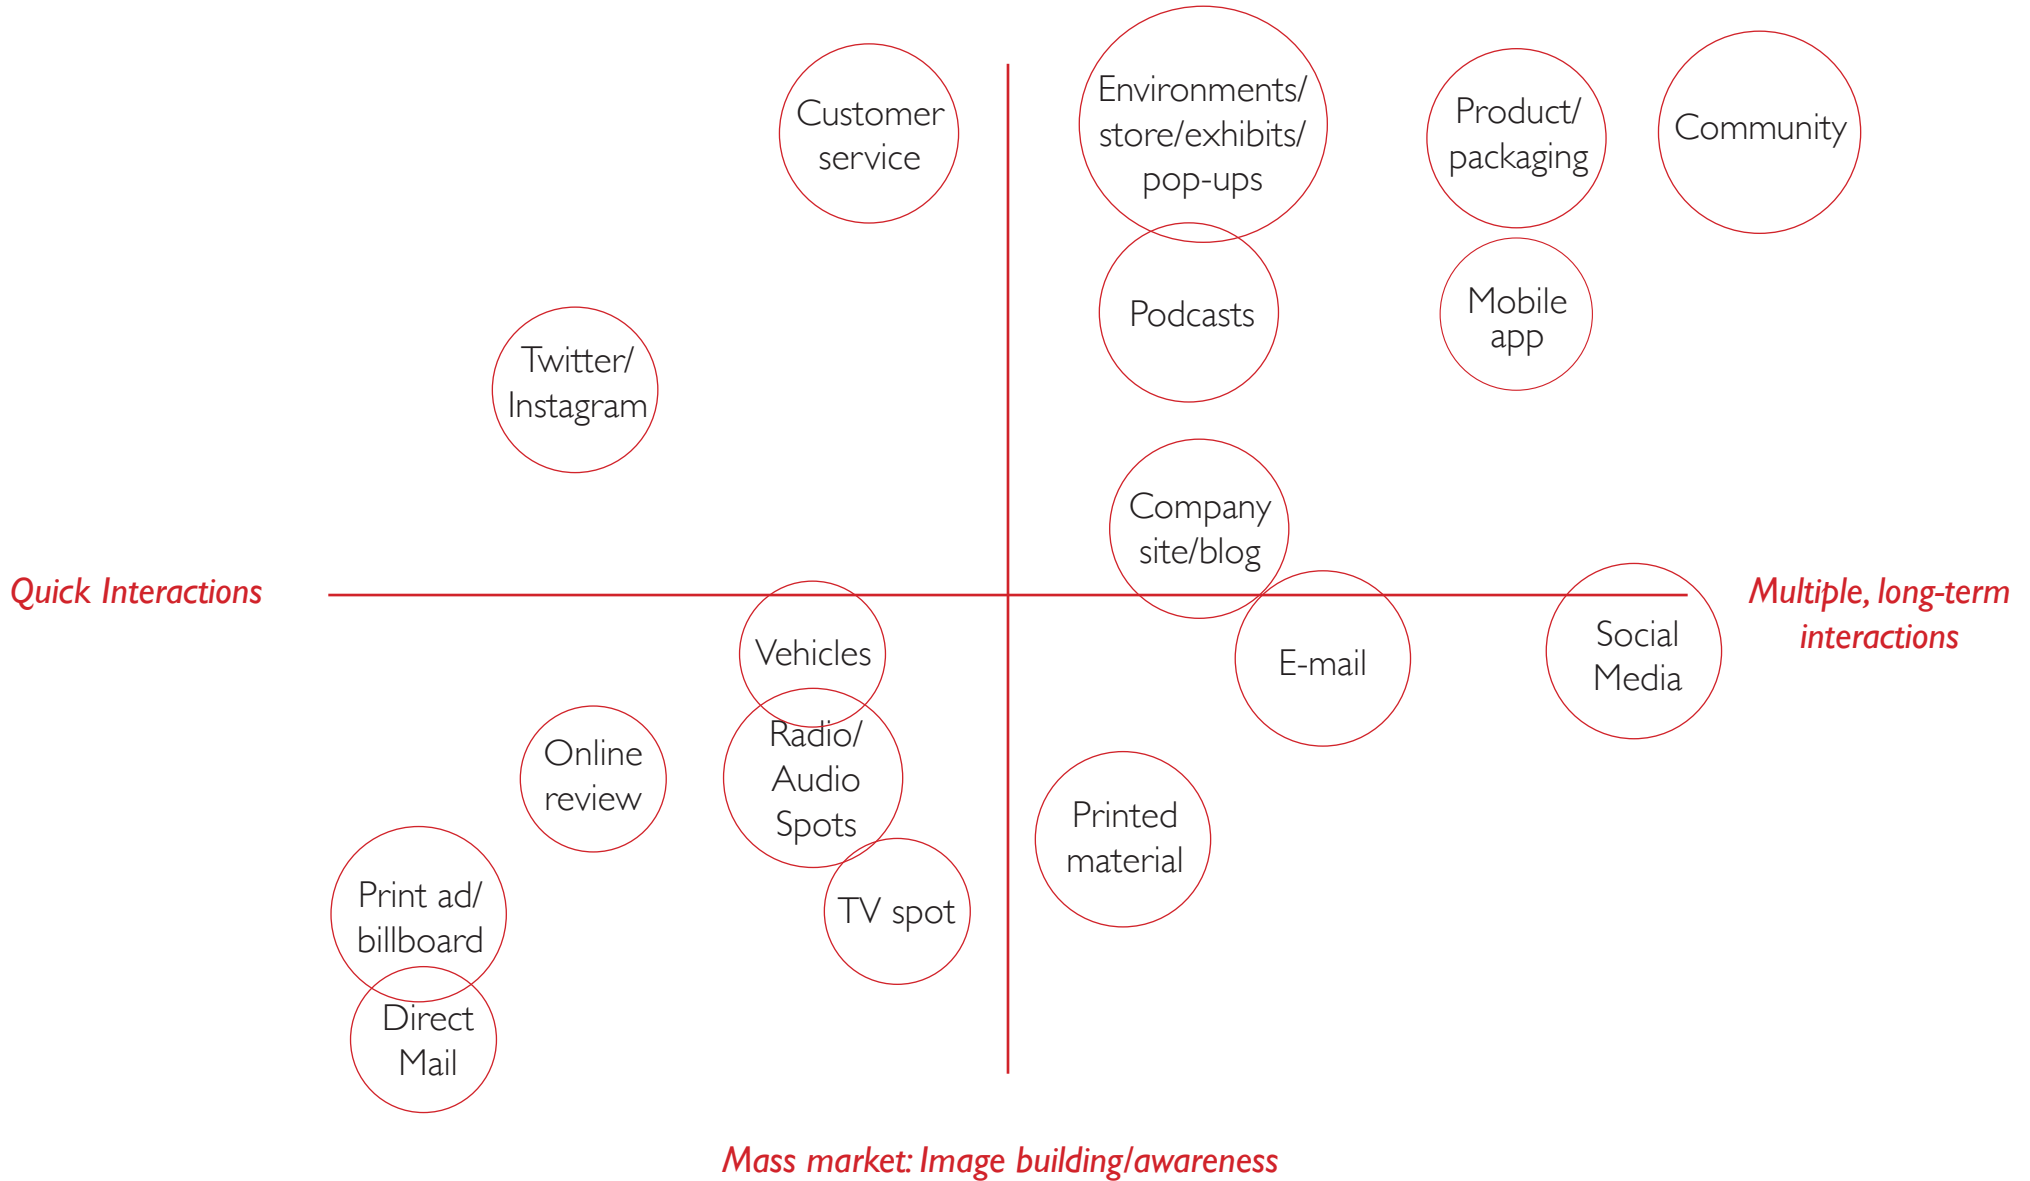 Customer
service
Environments/
store/exhibits/
pop-ups
Product/
packaging
Community
Podcasts
Mobile
app
Twitter/
Instagram
Company
site/blog
Quick Interactions
Multiple, long-term
interactions
Vehicles
E-mail
Social
Media
Online
review
Radio/
Audio
Spots
Printed
material
Print ad/
billboard
TV spot
Direct
Mail
Mass market: Image building/awareness